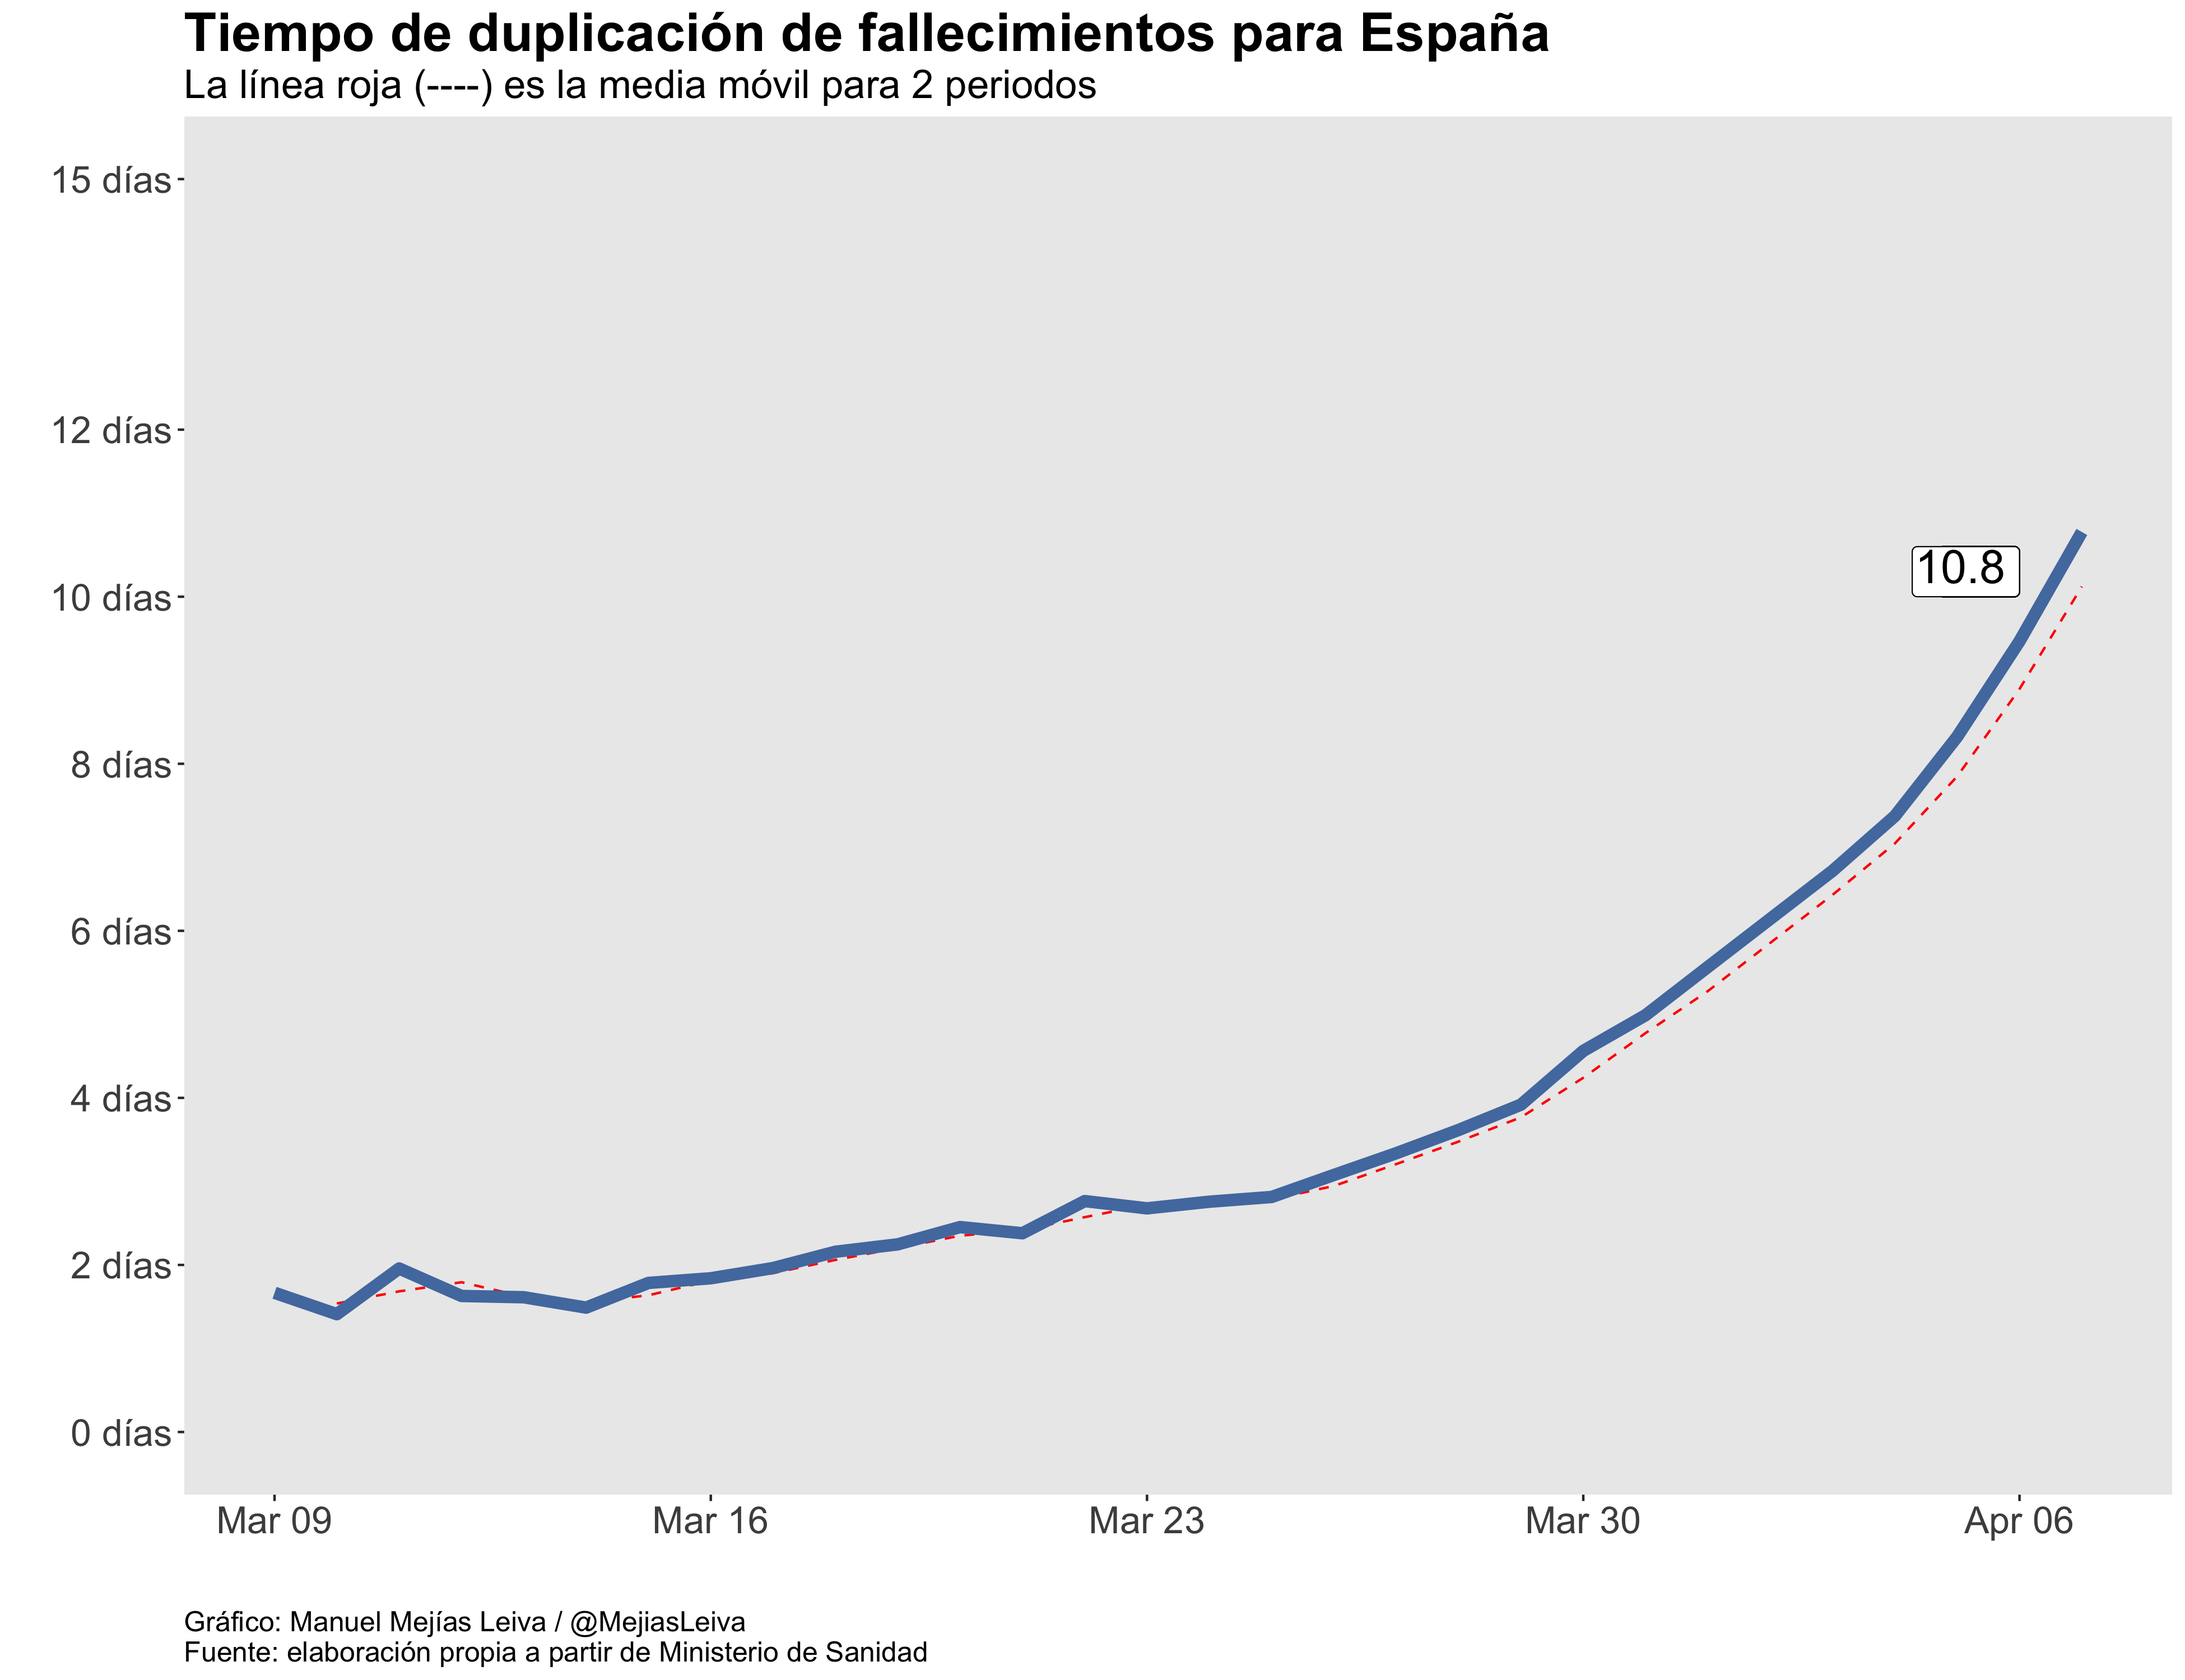 Tiempo de duplicación de fallecimientos para España
La línea roja (----) es la media móvil para 2 periodos
15 días
12 días
10 días
8 días
6 días
4 días
2 días
0 días
10.8
Mar 09
Mar 16
Mar 23
Mar 30
Apr 06
Gráfico: Manuel Mejías Leiva / @MejiasLeiva
Fuente: elaboración propia a partir de Ministerio de Sanidad